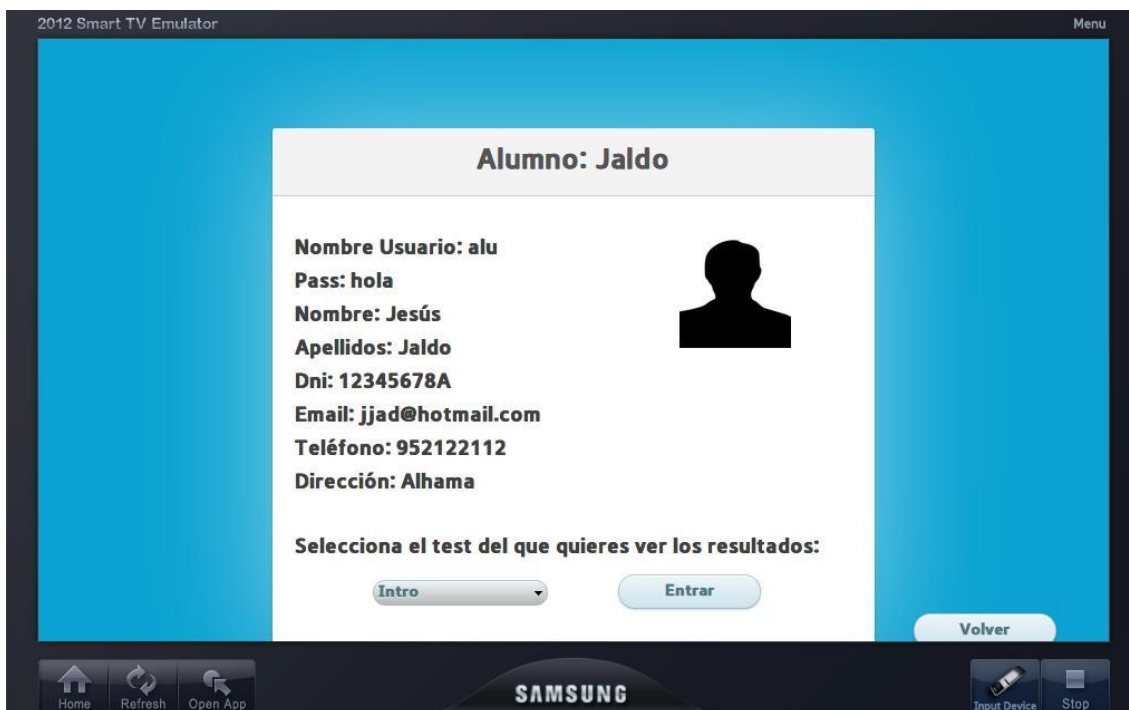 2012 Smart TV Emulator
Menu
Alumno: Jaldo
Nombre Usuario: alu
Pass: hola
Nombre: Jesús
Apellidos: Jaldo
Dni: 12345678A
Email: jjad@hotmail.com
Teléfono: 952122112
Dirección: Alhama
Selecciona el test del que quieres ver los resultados:
Intro
Entrar
Volver
Home
Refresh
Open App
SAMSUNG
Input Device
Stop